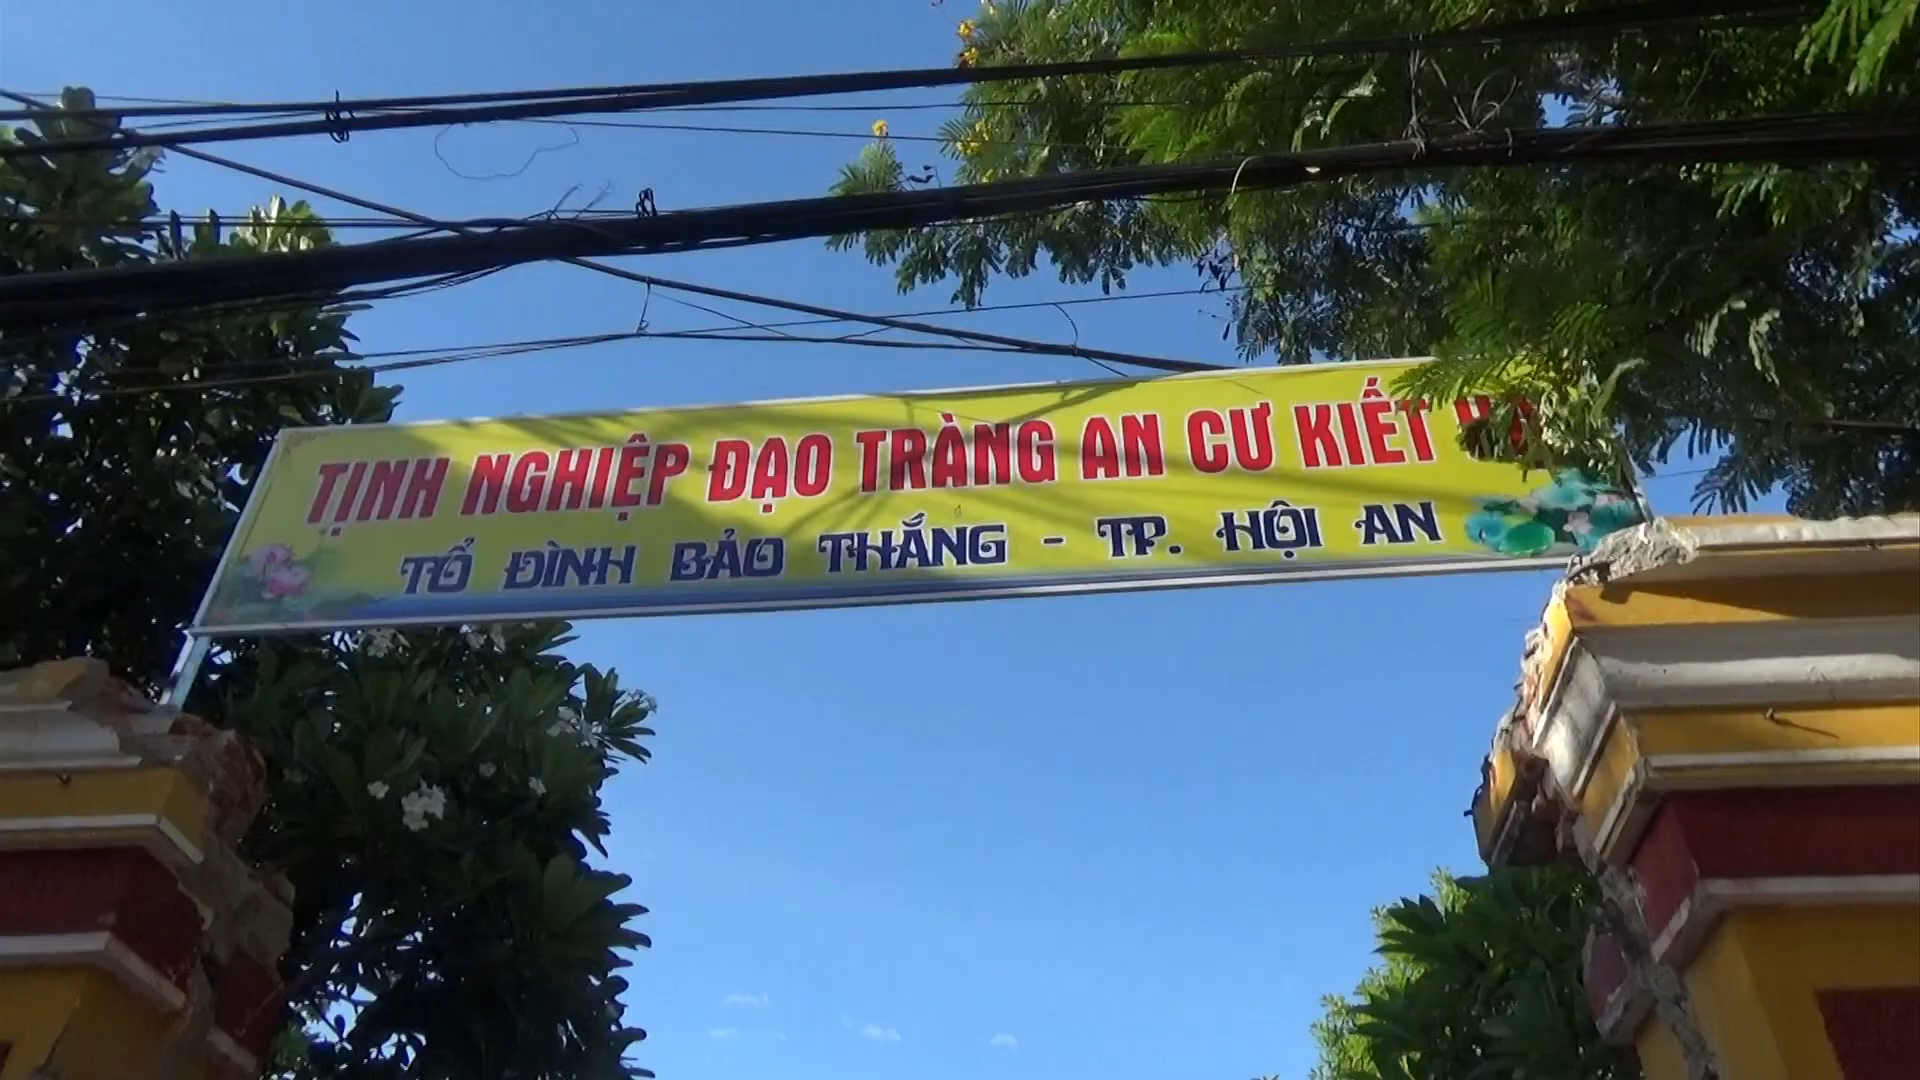 TỊNH NGHIỆP ĐẠO TRÀNG AN CƯ KIẾT
TỔ ĐÌNH BẢO THẮNG - TP. HỘI AN